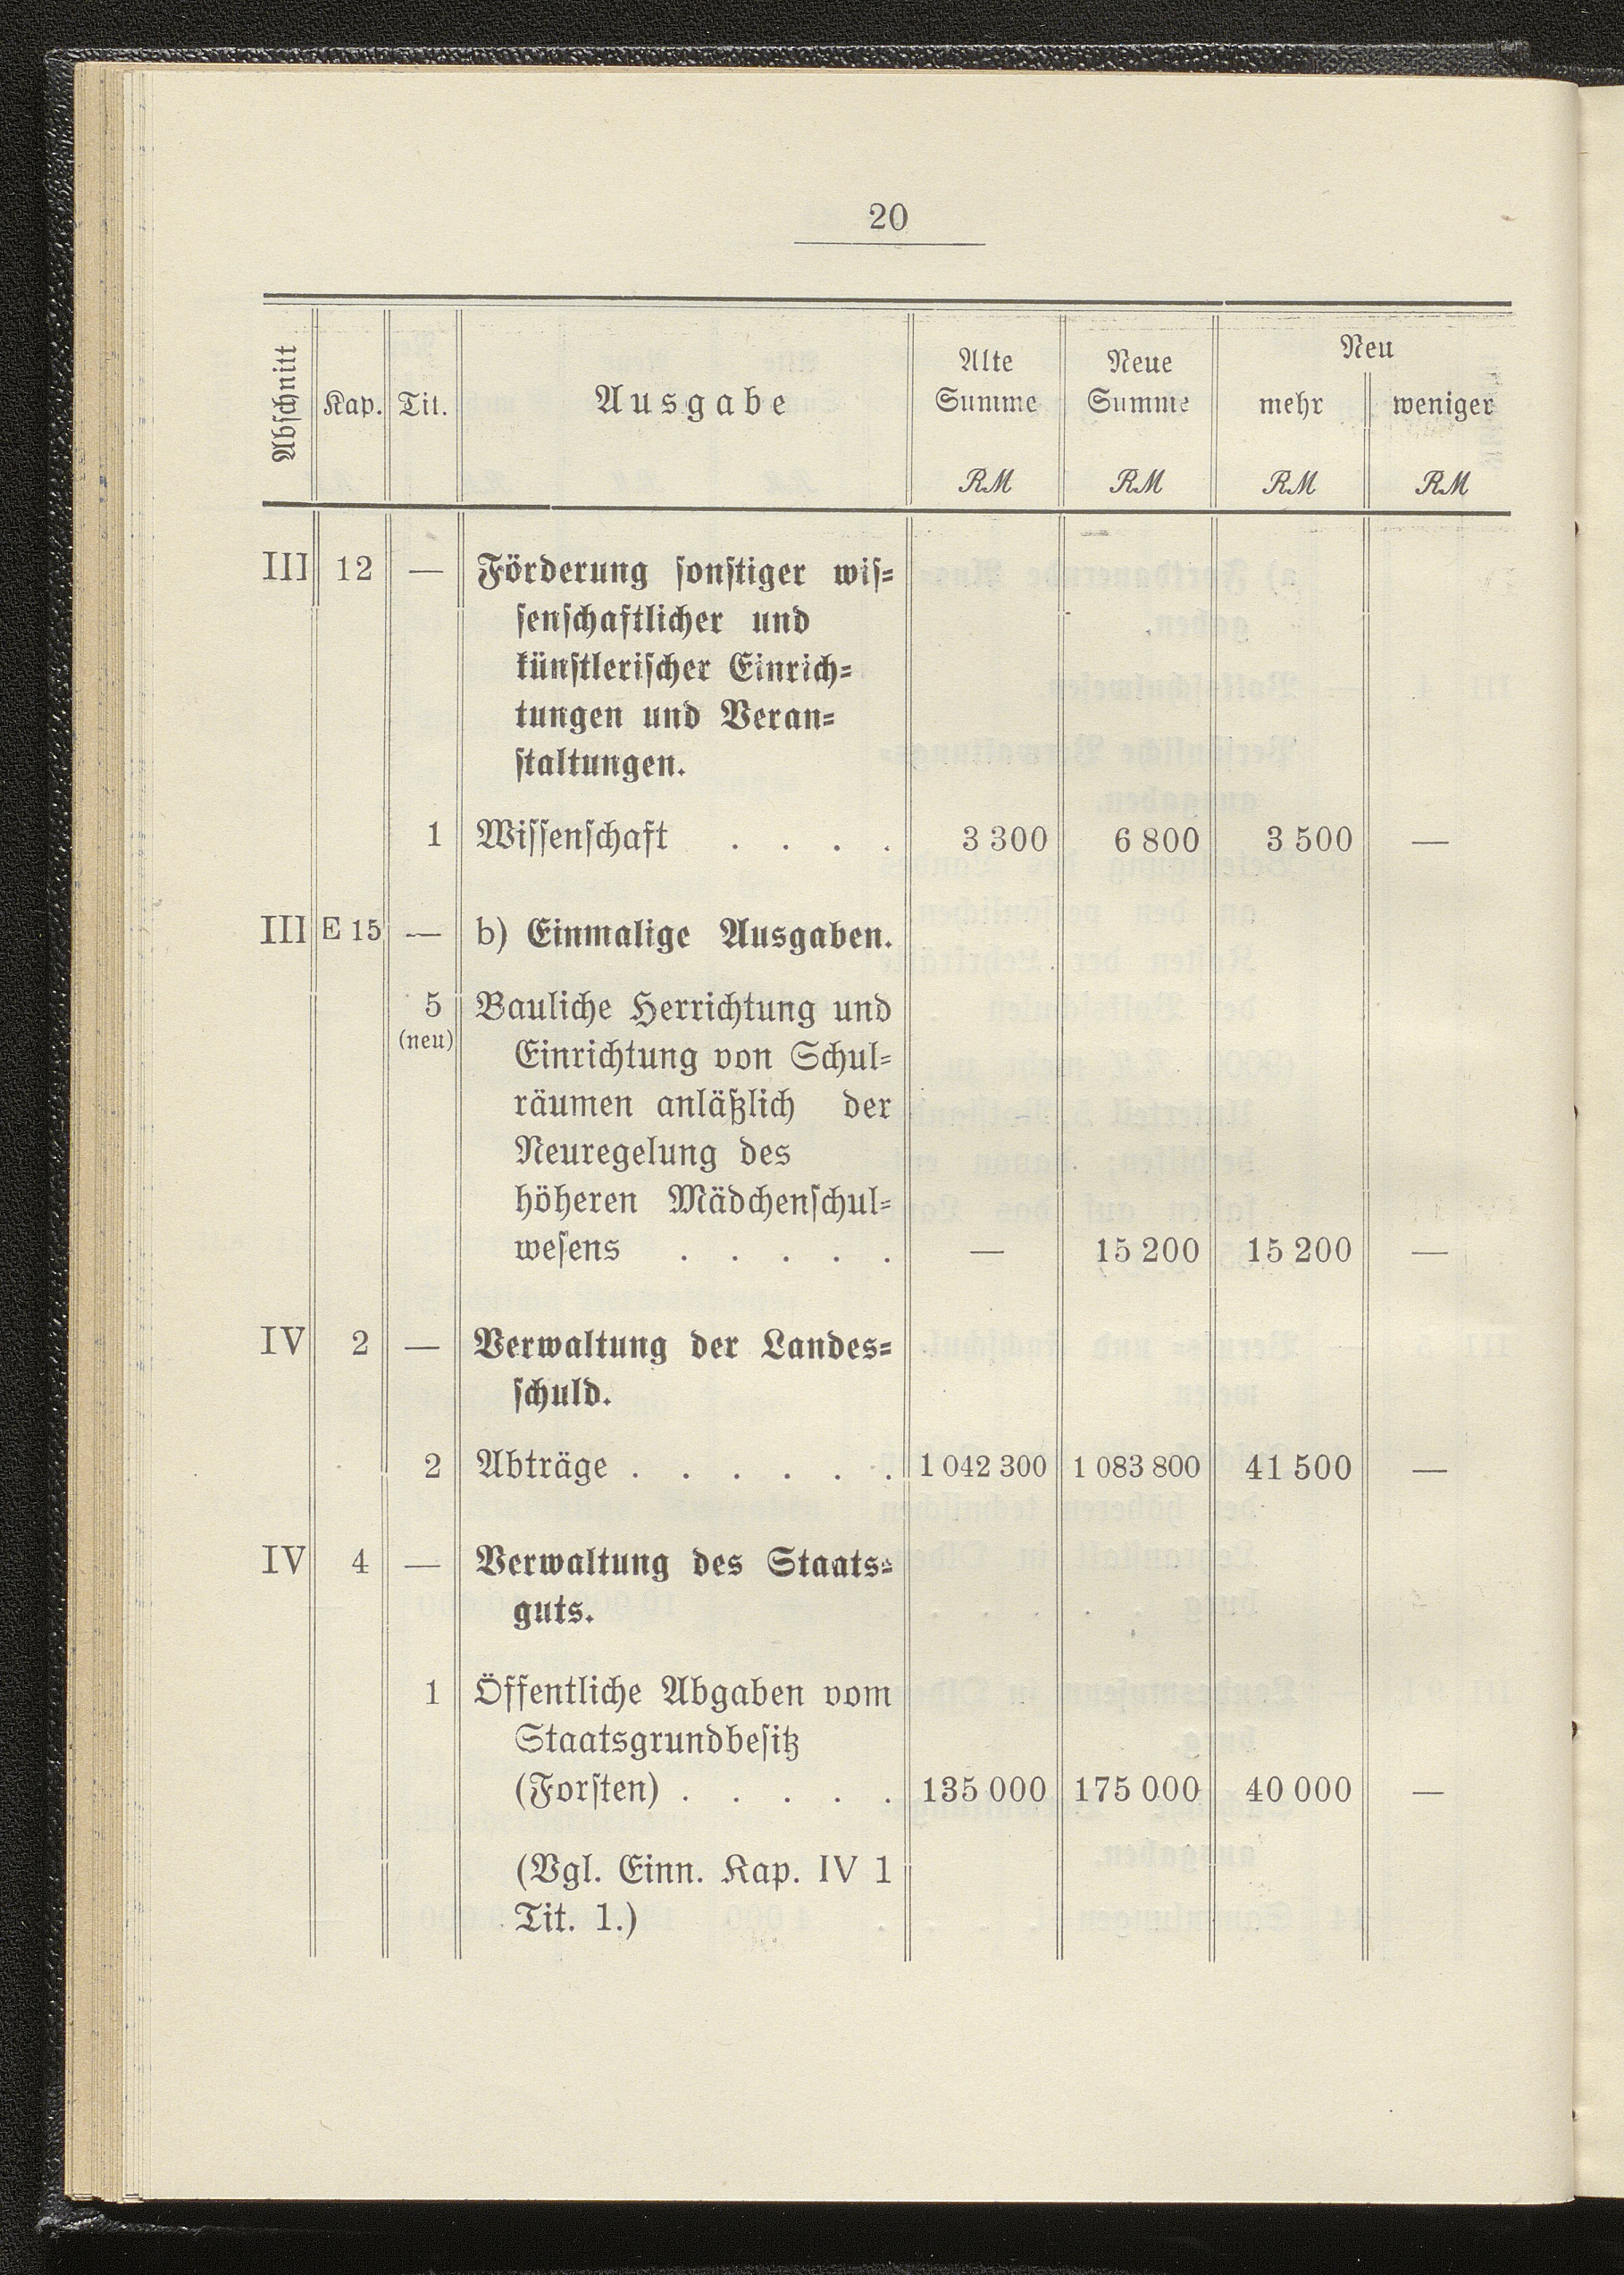 20
Abschnitt Kap. Tit. Ausgabe Alte Summe RM Neue Summe RM Neu mehr RM weniger RM
III 12 — Förderung sonstiger wis-
senschaftlicher und
künstlerischer Einrich-
tungen und Veran-
staltungen.
1 Wissenschaft . . . . 3 300 6 800 3 500 —
III E 15 — b) Einmalige Ausgaben.
5 Bauliche Herrichtung und
(neu) Einrichtung von Schul-
räumen anläßlich der
Neuregelung des
höheren Mädchenschul-
wesens . . . . . — 15 200 15 200 —
IV 2 — Verwaltung der Landes-
schuld.
2 Abträge . . . . . . 1 042 300 1 083 800 41 500 —
IV 4 — Verwaltung des Staats-
guts.
1 Öffentliche Abgaben vom
Staatsgrundbesitz
(Forsten) . . . . . 135 000 175 000 40 000 —
(Vgl. Einn. Kap. IV 1
Tit. 1.)